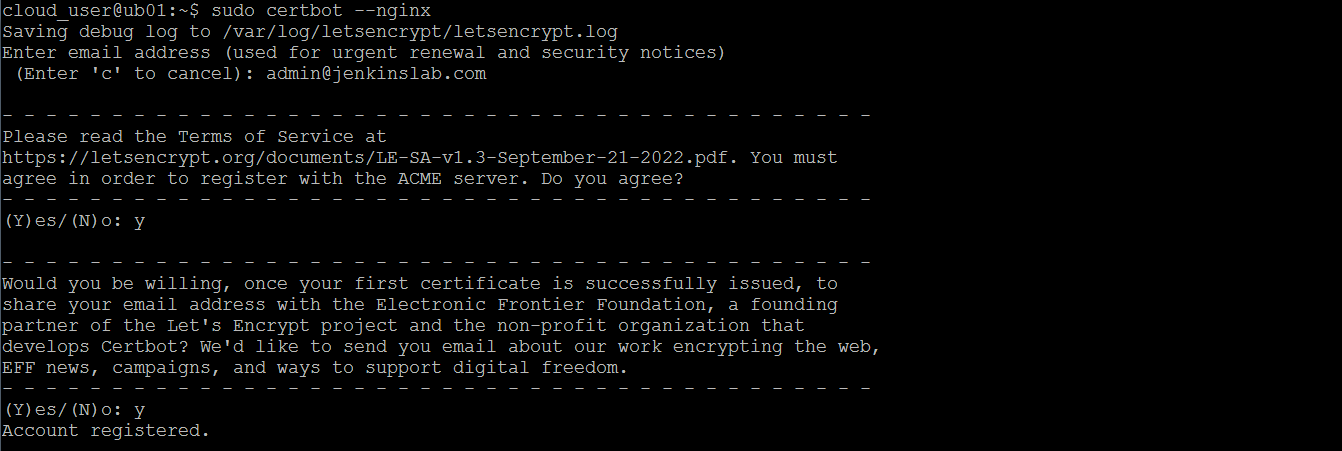 cloud_user@ub01:~$ sudo certbot --nginx
Saving debug log to /var/log/letsencrypt/letsencrypt.log
Enter email address (used for urgent renewal and security notices)
 (Enter 'c' to cancel): admin@jenkinslab.com

- - - - - - - - - - - - - - - - - - - - - - - - - - - - - - - - - - - - - - - -
Please read the Terms of Service at
https://letsencrypt.org/documents/LE-SA-v1.3-September-21-2022.pdf. You must
agree in order to register with the ACME server. Do you agree?
- - - - - - - - - - - - - - - - - - - - - - - - - - - - - - - - - - - - - - - -
(Y)es/(N)o: y

- - - - - - - - - - - - - - - - - - - - - - - - - - - - - - - - - - - - - - - -
Would you be willing, once your first certificate is successfully issued, to
share your email address with the Electronic Frontier Foundation, a founding
partner of the Let's Encrypt project and the non-profit organization that
develops Certbot? We'd like to send you email about our work encrypting the web,
EFF news, campaigns, and ways to support digital freedom.
- - - - - - - - - - - - - - - - - - - - - - - - - - - - - - - - - - - - - - - -
(Y)es/(N)o: y
Account registered.